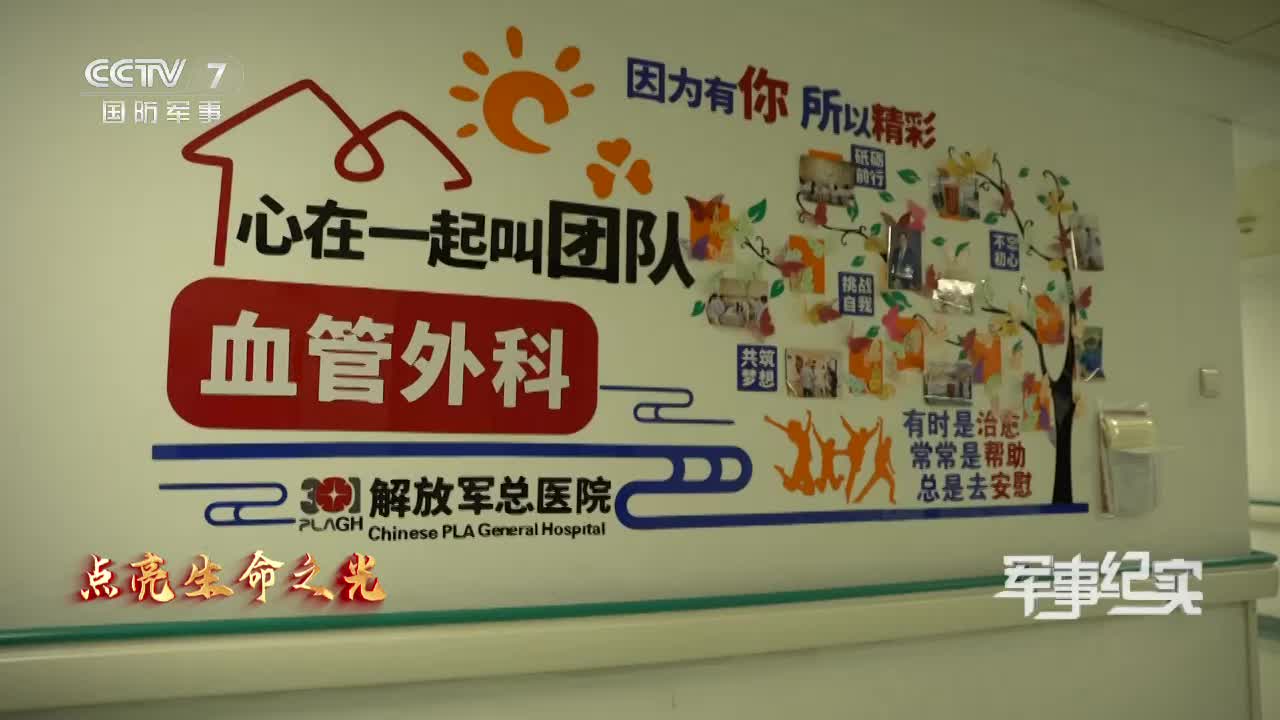 CCTV 7
国防军事
因为有你 所以精彩
砥砺
前行
心在一起叫团队
不忘
初心
挑战
自我
血管外科
共筑
梦想
有时是治愈
常常是帮助
总是去安慰
301
PLAGH
解放军总医院
Chinese PLA General Hospital
点亮生命之光
军事纪实